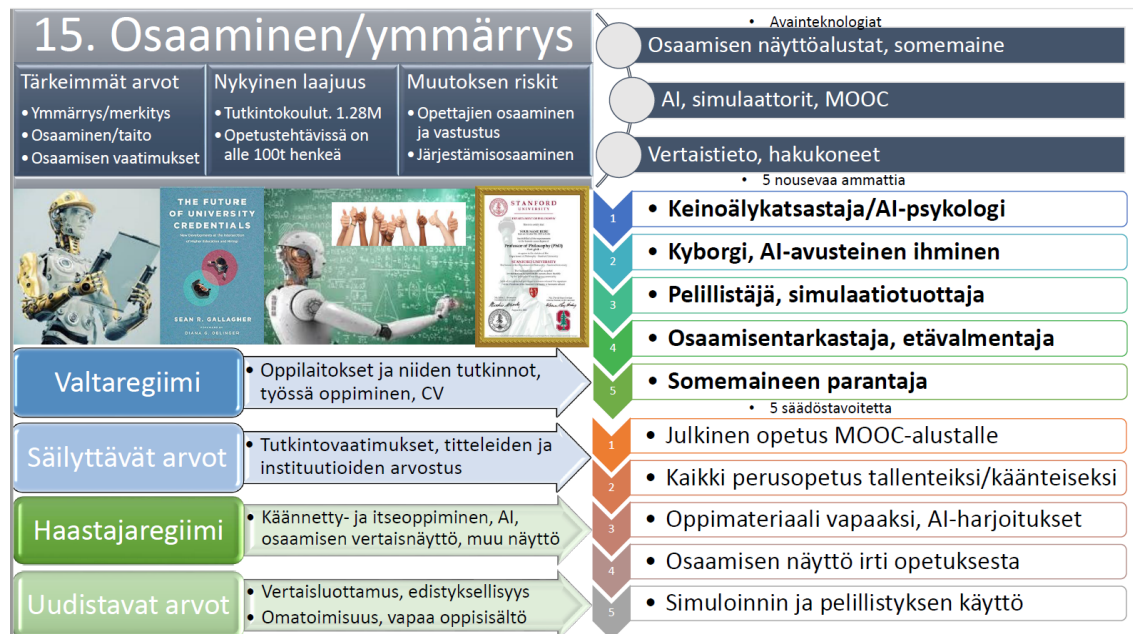 15. Osaaminen/ymmärrys
Tärkeimmät arvot
• Ymmärrys/merkitys
• Osaaminen/taito
• Osaamisen vaatimukset
Nykyinen laajuus
• Tutkintokoulut. 1.28M
• Opetustehtävissä on
alle 100t henkeä
Muutoksen riskit
• Opettajien osaaminen
ja vastustus
• Järjestämisosaaminen
THE FUTURE
OF UNIVERSITY
CREDENTIALS
SEAN R. GALLAGHER
STANFORD
UNIVERSITY
Valtaregiimi
• Oppilaitokset ja niiden tutkinnot,
työssä oppiminen, CV
Säilyttävät arvot
• Tutkintovaatimukset, titteleiden ja
instituutioiden arvostus
Haastajaregiimi
• Käännetty- ja itseoppiminen, AI,
osaamisen vertaisnäyttö, muu näyttö
Uudistavat arvot
• Vertaisluottamus, edistyksellisyys
• Omatoimisuus, vapaa oppisisältö
• Avainteknologiat
Osaamisen näyttöalustat, somemaine
AI, simulaattorit, MOOC
Vertaistieto, hakukoneet
• 5 nousevaa ammattia
1 • Keinoälykatsastaja/AI-psykologi
2 • Kyborgi, AI-avusteinen ihminen
3 • Pelillistäjä, simulaatiotuottaja
4 • Osaamisentarkastaja, etävalmentaja
5 • Somemaineen parantaja
• 5 säädöstavoitetta
1 • Julkinen opetus MOOC-alustalle
2 • Kaikki perusopetus tallenteiksi/käänteiseksi
3 • Oppimateriaali vapaaksi, AI-harjoitukset
4 • Osaamisen näyttö irti opetuksesta
5 • Simuloinnin ja pelillistyksen käyttö